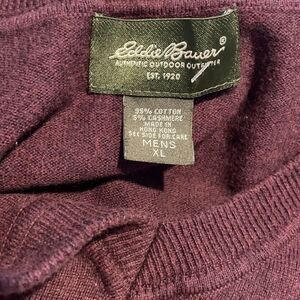 Eddie Bauer®
AUTHENTIC OUTDOOR OUTFITTER
EST. 1920
95% COTTON
5% CASHMERE
MADE IN
HONG KONG
SEE SIDE FOR CARE
MENS
XL